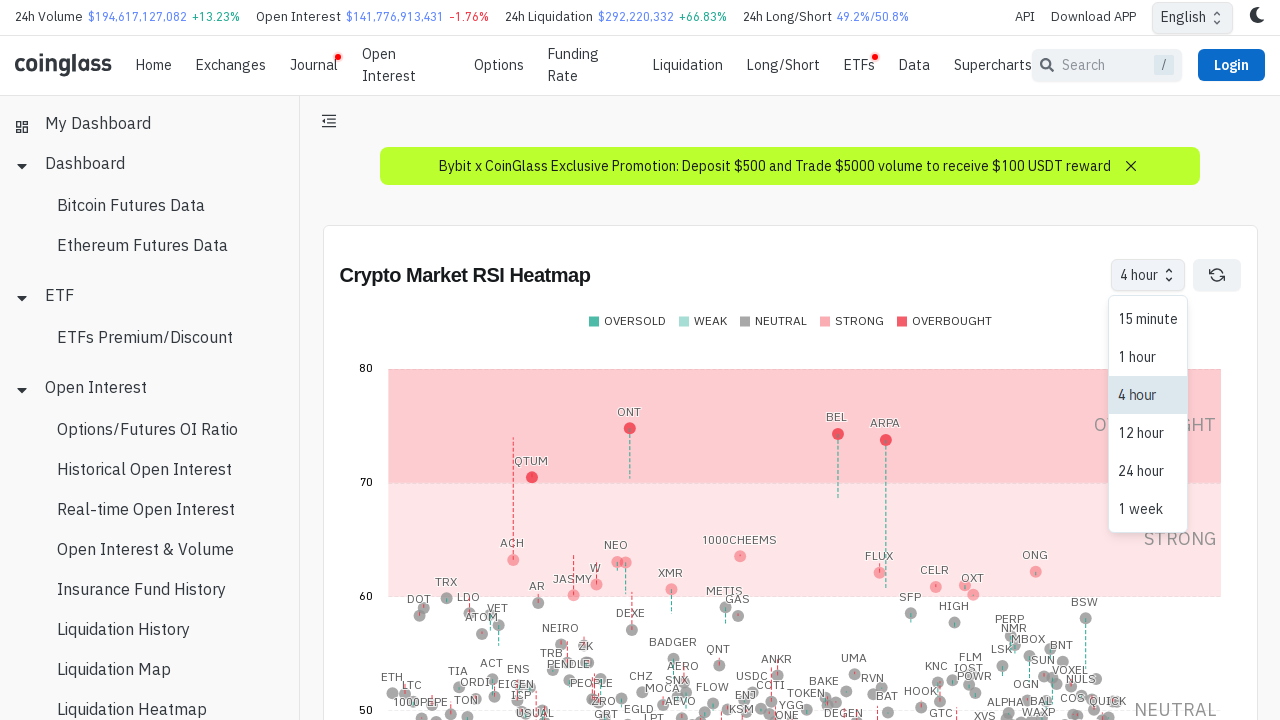 24h Volume $194,617,127,082 +13.23% Open Interest $141,776,913,431 -1.76% 24h Liquidation $292,220,332 +66.83% 24h Long/Short 49.2%/50.8% API Download APP English
coinglass Home Exchanges Journal Open Interest Options Funding Rate Liquidation Long/Short ETFs Data Supercharts Search / Login
My Dashboard
Dashboard
Bitcoin Futures Data
Ethereum Futures Data
ETF
ETFs Premium/Discount
Open Interest
Options/Futures OI Ratio
Historical Open Interest
Real-time Open Interest
Open Interest & Volume
Insurance Fund History
Liquidation History
Liquidation Map
Liquidation Heatmap
Bybit x CoinGlass Exclusive Promotion: Deposit $500 and Trade $5000 volume to receive $100 USDT reward
Crypto Market RSI Heatmap
4 hour
15 minute
1 hour
4 hour
12 hour
24 hour
1 week
OVERSOLD WEAK NEUTRAL STRONG OVERBOUGHT
80
ONT BEL ARPA
QTUM
70
STRONG
ACH NEO 1000CHEEMS
FLUX ONG
JASMY W XMR CELR OXT
TRX AR
60
DOT LDO METIS GAS SFP BSW
ATOM VET DEXE HIGH PERP
NEIRO NMR
ZK BADGER MBOX BNT
TRB QNT LSK
PENDLE ANKR UMA FLM SUN
ACT ENS AERO KNC IOST VOXEL
ETH TIA CHZ SNX USDC RVN POWR NULS
LTC ORDI EIGEN PEOPLE MOCA FLOW CQTI BAKE OGN
1000PEPE TON ICP ZRO AEVO ENJ TOKEN BAT HOOK ALPHA BAL COS QUICK
50
USUAL GRT EGLD LPT KSM YGG ONE DEGEN GTC XVS WAXP
NEUTRAL